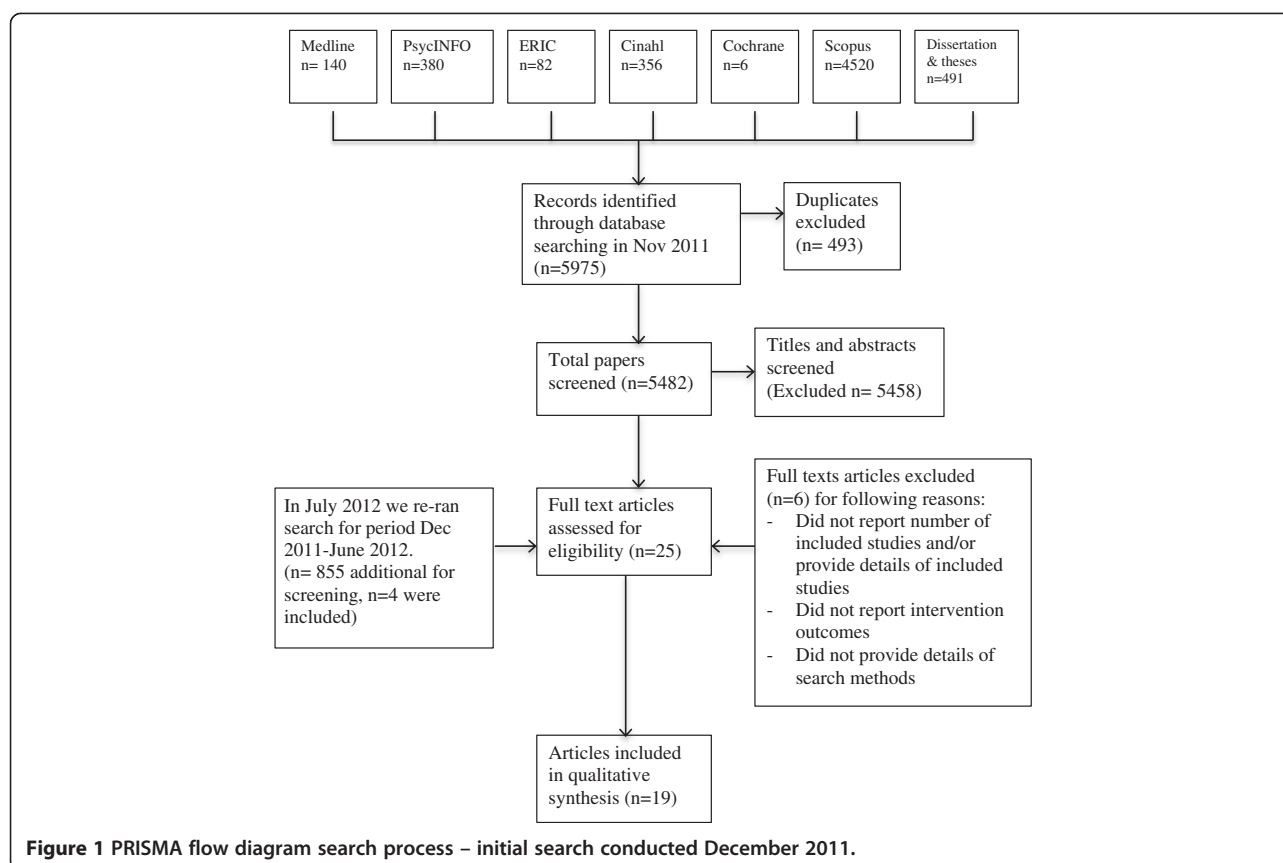 Medline
n= 140
PsycINFO
n=380
ERIC
n=82
Cinahl
n=356
Cochrane
n=6
Scopus
n=4520
Dissertation
& theses
n=491
Records identified
through database
searching in Nov 2011
(n=5975)
Duplicates
excluded
(n= 493)
Total papers
screened (n=5482)
Titles and abstracts
screened
(Excluded n= 5458)
In July 2012 we re-ran
search for period Dec
2011-June 2012.
(n= 855 additional for
screening, n=4 were
included)
Full text articles
assessed for
eligibility (n=25)
Full texts articles excluded
(n=6) for following reasons:
- Did not report number of
included studies and/or
provide details of included
studies
- Did not report intervention
outcomes
- Did not provide details of
search methods
Articles included
in qualitative
synthesis (n=19)
Figure 1 PRISMA flow diagram search process – initial search conducted December 2011.